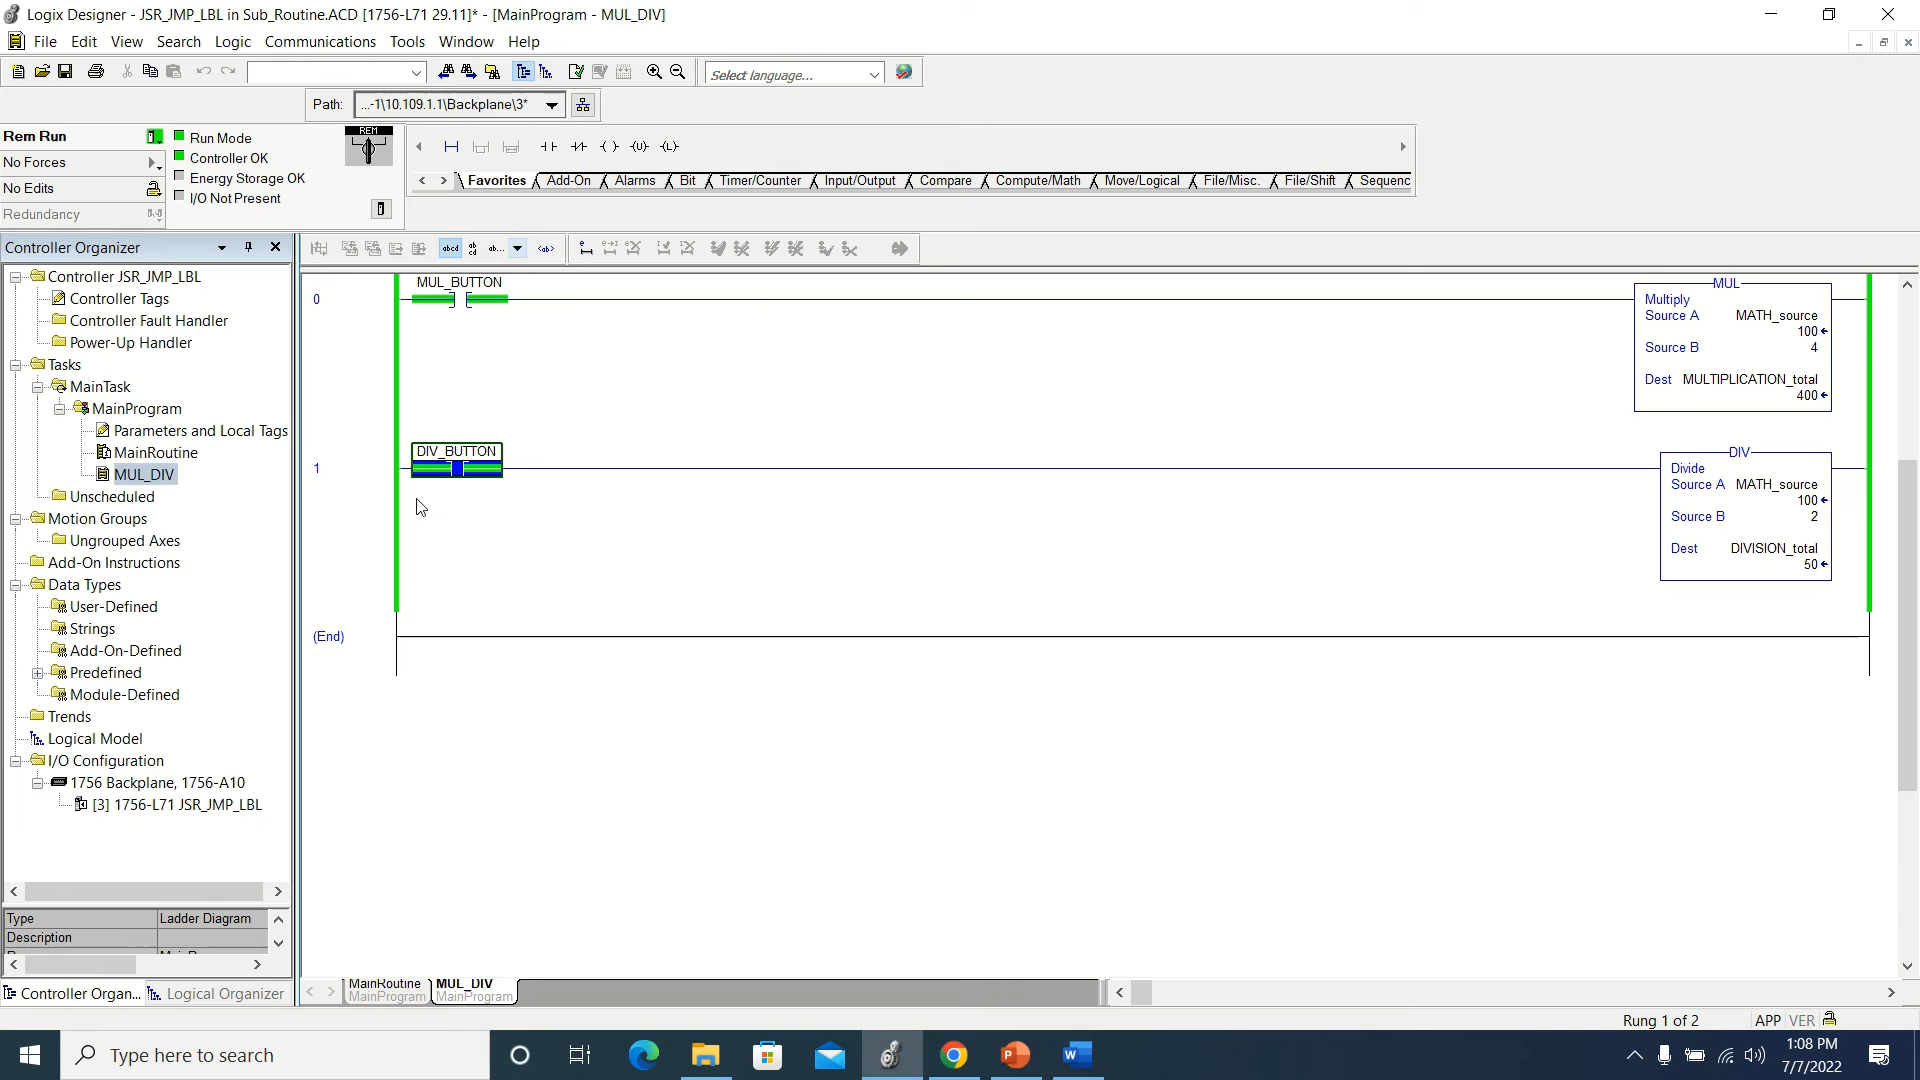 Logix Designer - JSR_JMP_LBL in Sub_Routine.ACD [1756-L71 29.11]* - [MainProgram - MUL_DIV]
File Edit View Search Logic Communications Tools Window Help
Select language...
Path: ...-1\10.109.1.1\Backplane\3*
Rem Run
No Forces
No Edits
Redundancy
Run Mode
Controller OK
Energy Storage OK
I/O Not Present
REM
Favorites Add-On Alarms Bit Timer/Counter Input/Output Compare Compute/Math Move/Logical File/Misc. File/Shift Sequenc
Controller Organizer
Controller JSR_JMP_LBL
Controller Tags
Controller Fault Handler
Power-Up Handler
Tasks
MainTask
MainProgram
Parameters and Local Tags
MainRoutine
MUL_DIV
Unscheduled
Motion Groups
Ungrouped Axes
Add-On Instructions
Data Types
User-Defined
Strings
Add-On-Defined
Predefined
Module-Defined
Trends
Logical Model
I/O Configuration
1756 Backplane, 1756-A10
[3] 1756-L71 JSR_JMP_LBL
Type Ladder Diagram
Description
Controller Organ... Logical Organizer
0
MUL_BUTTON
MUL
Multiply
Source A MATH_source
100
Source B 4
Dest MULTIPLICATION_total
400
1
DIV_BUTTON
DIV
Divide
Source A MATH_source
100
Source B 2
Dest DIVISION_total
50
(End)
MainRoutine
MainProgram
MUL_DIV
MainProgram
Rung 1 of 2 APP VER
Type here to search
1:08 PM
7/7/2022